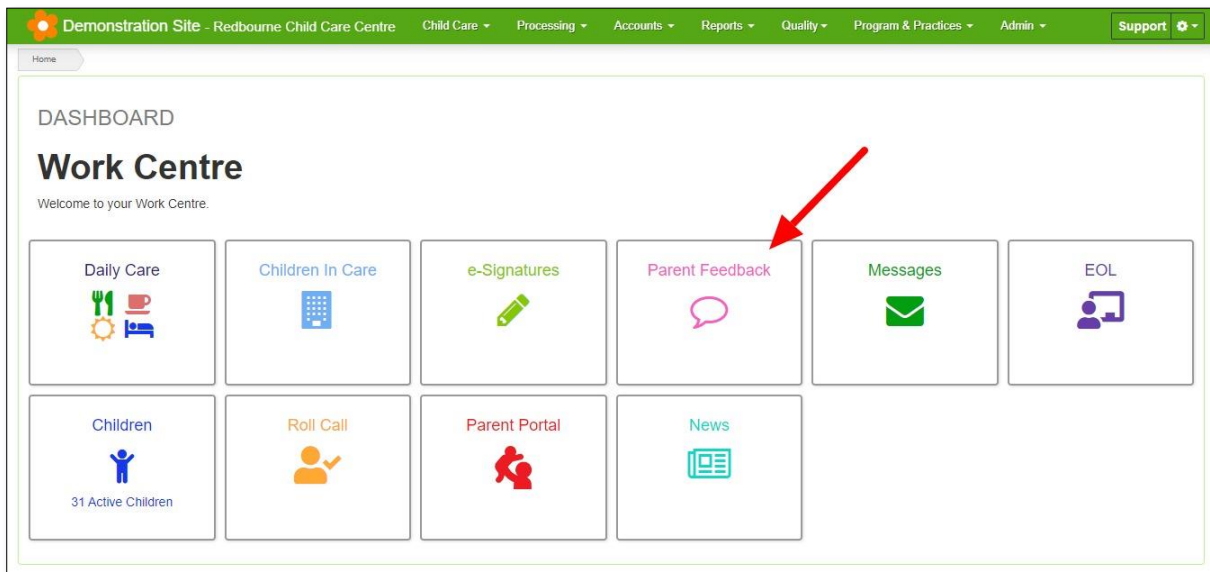 Demonstration Site - Redbourne Child Care Centre Child Care Processing Accounts Reports Quality Program & Practices Admin Support
Home
DASHBOARD
Work Centre
Welcome to your Work Centre.
Daily Care Children In Care e-Signatures Parent Feedback Messages EOL
Children Roll Call Parent Portal News
31 Active Children